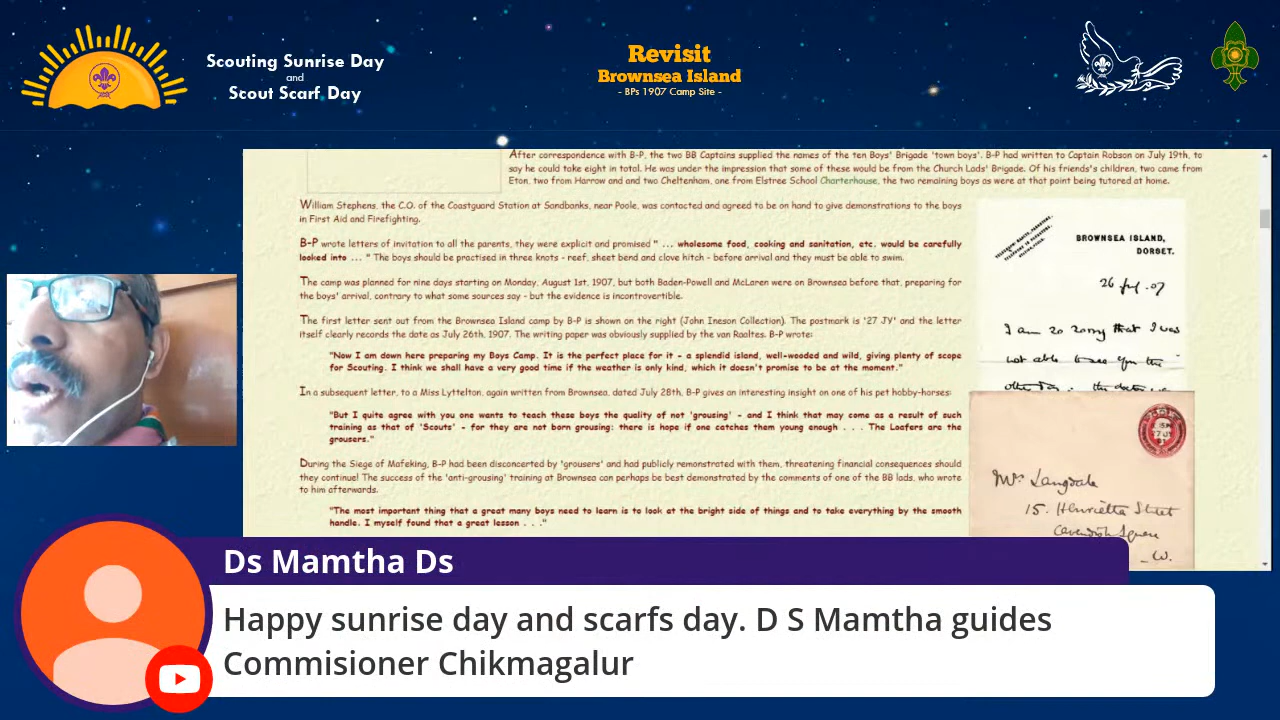 Scouting Sunrise Day
and
Scout Scarf Day
Revisit
Brownsea Island
- BPs 1907 Camp Site -
After correspondence with B-P, the two BB Captains supplied the names of the ten Boys' Brigade 'town boys'. B-P had written to Captain Robson on July 19th, to
say he could take eight in total. He was under the impression that some of these would be from the Church Lads' Brigade. Of his friends's children, two came from
Eton, two from Harrow and and two Cheltenham, one from Elstree School Charterhouse, the two remaining boys as were at that point being tutored at home.
William Stephens, the C.O. of the Coastguard Station at Sandbanks, near Poole, was contacted and agreed to be on hand to give demonstrations to the boys
in First Aid and Firefighting.
B-P wrote letters of invitation to all the parents, they were explicit and promised " ... wholesome food, cooking and sanitation, etc. would be carefully
looked into ... " The boys should be practised in three knots - reef, sheet bend and clove hitch - before arrival and they must be able to swim.
The camp was planned for nine days starting on Monday, August 1st, 1907, but both Baden-Powell and McLaren were on Brownsea before that, preparing for
the boys' arrival, contrary to what some sources say - but the evidence is incontrovertible.
The first letter sent out from the Brownsea Island camp by B-P is shown on the right (John Ineson Collection). The postmark is '27 JY' and the letter
itself clearly records the date as July 26th, 1907. The writing paper was obviously supplied by the van Raaltes. B-P wrote:
"Now I am down here preparing my Boys Camp. It is the perfect place for it - a splendid island, well-wooded and wild, giving plenty of scope
for Scouting. I think we shall have a very good time if the weather is only kind, which it doesn't promise to be at the moment."
In a subsequent letter, to a Miss Lyttelton, again written from Brownsea, dated July 28th, B-P gives an interesting insight on one of his pet hobby-horses:
"But I quite agree with you one wants to teach these boys the quality of not 'grousing' - and I think that may come as a result of such
training as that of 'Scouts' - for they are not born grousing: there is hope if one catches them young enough . . . The Loafers are the
grousers."
During the Siege of Mafeking, B-P had been disconcerted by 'grousers' and had publicly remonstrated with them, threatening financial consequences should
they continue! The success of the 'anti-grousing' training at Brownsea can perhaps be best demonstrated by the comments of one of the BB lads, who wrote
to him afterwards.
"The most important thing that a great many boys need to learn is to look at the bright side of things and to take everything by the smooth
handle. I myself found that a great lesson . . ."
BROWNSEA ISLAND,
DORSET.
26 July .07
I am so sorry that I was
not able to see you the
other day
Mrs Langdale
15. Henrietta Street
Cavendish Square
W.
Ds Mamtha Ds
Happy sunrise day and scarfs day. D S Mamtha guides
Commisioner Chikmagalur